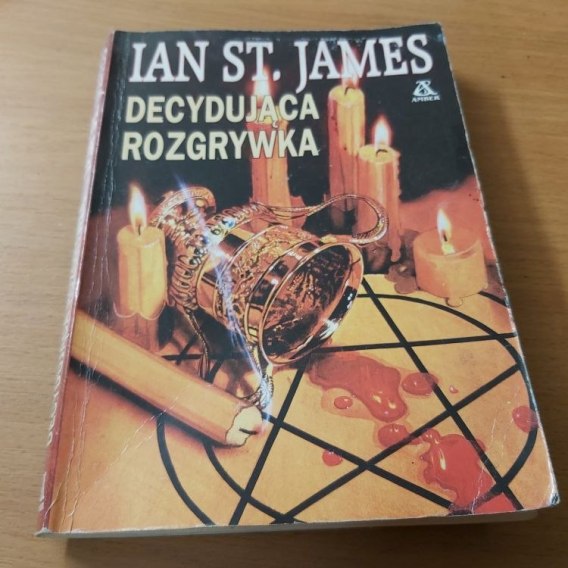 IAN ST. JAMES
DECYDUJĄCA
ROZGRYWKA
AMBER